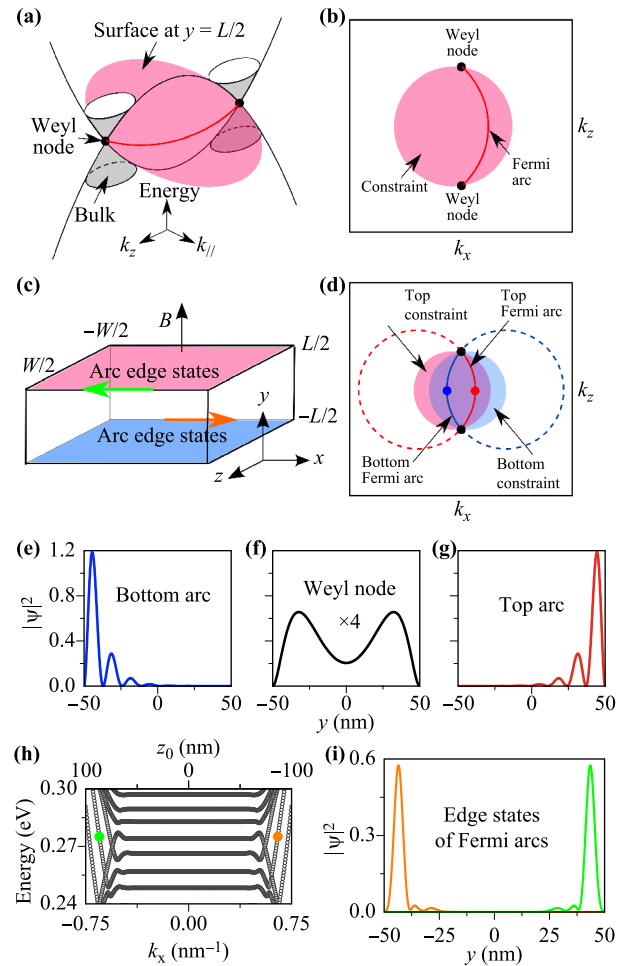 (a)
Surface at y = L/2
Weyl
node
Bulk
Energy
k_z
k_//
(b)
Weyl
node
Constraint
Fermi
arc
Weyl
node
k_z
k_x
(c)
−W/2
W/2
B
L/2
Arc edge states
Arc edge states
−L/2
y
x
z
(d)
Top
constraint
Top
Fermi arc
Bottom
Fermi arc
Bottom
constraint
k_z
k_x
(e)
Bottom arc
|ψ|²
1.2
0.8
0.4
0.0
−50 0 50
(f)
Weyl node
×4
−50 0 50
y (nm)
(g)
Top arc
−50 0 50
(h)
z₀ (nm)
100 0 −100
Energy (eV)
0.30
0.27
0.24
−0.75 0.00 0.75
k_x (nm⁻¹)
(i)
Edge states
of Fermi arcs
|ψ|²
0.6
0.3
0.0
−50 −25 0 25 50
y (nm)